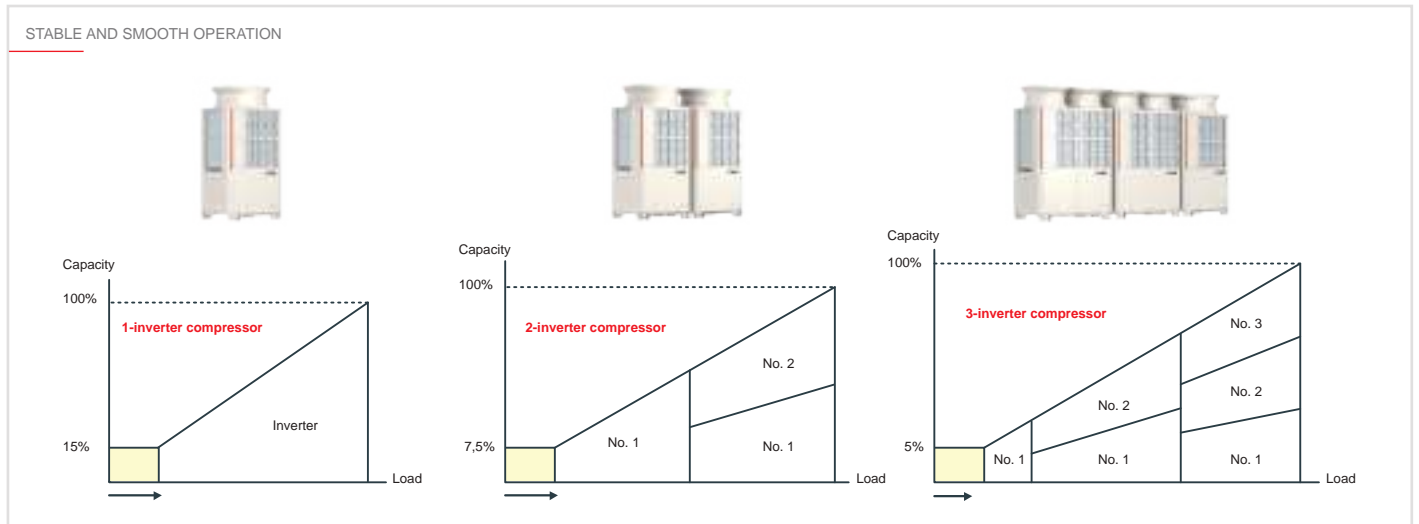 STABLE AND SMOOTH OPERATION
Capacity
100%
1-inverter compressor
Inverter
15%
Load
Capacity
100%
2-inverter compressor
No. 2
No. 1
No. 1
7,5%
Load
Capacity
100%
3-inverter compressor
No. 3
No. 2
No. 2
No. 1
No. 1
No. 1
5%
Load